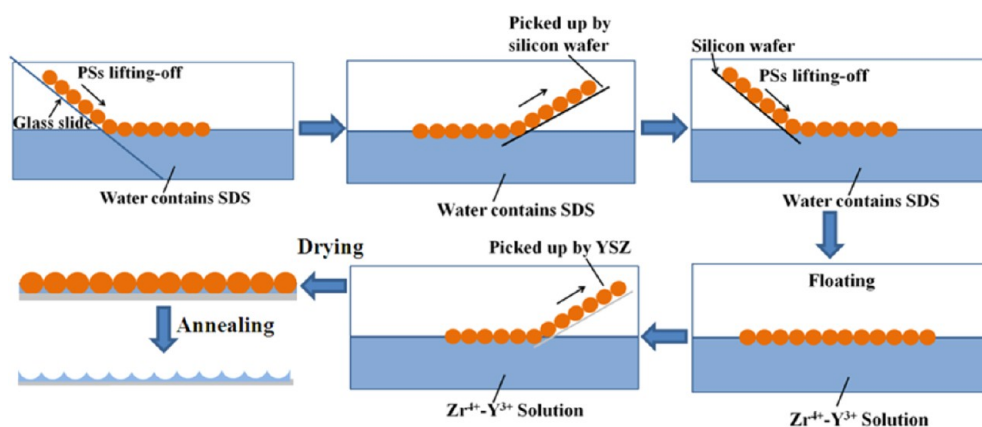 PSs lifting-off
Glass slide
Water contains SDS
Picked up by
silicon wafer
Water contains SDS
Silicon wafer
PSs lifting-off
Water contains SDS
Floating
Zr⁴⁺-Y³⁺ Solution
Picked up by YSZ
Zr⁴⁺-Y³⁺ Solution
Drying
Annealing